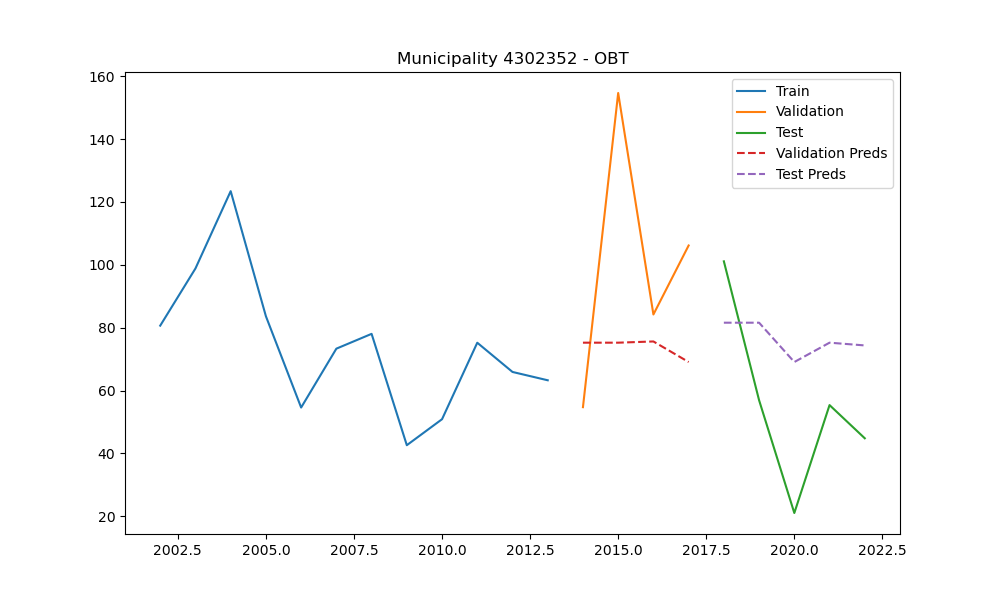 Municipality 4302352 - OBT
160
140
120
100
80
60
40
20
2002.5 2005.0 2007.5 2010.0 2012.5 2015.0 2017.5 2020.0 2022.5
Train
Validation
Test
Validation Preds
Test Preds